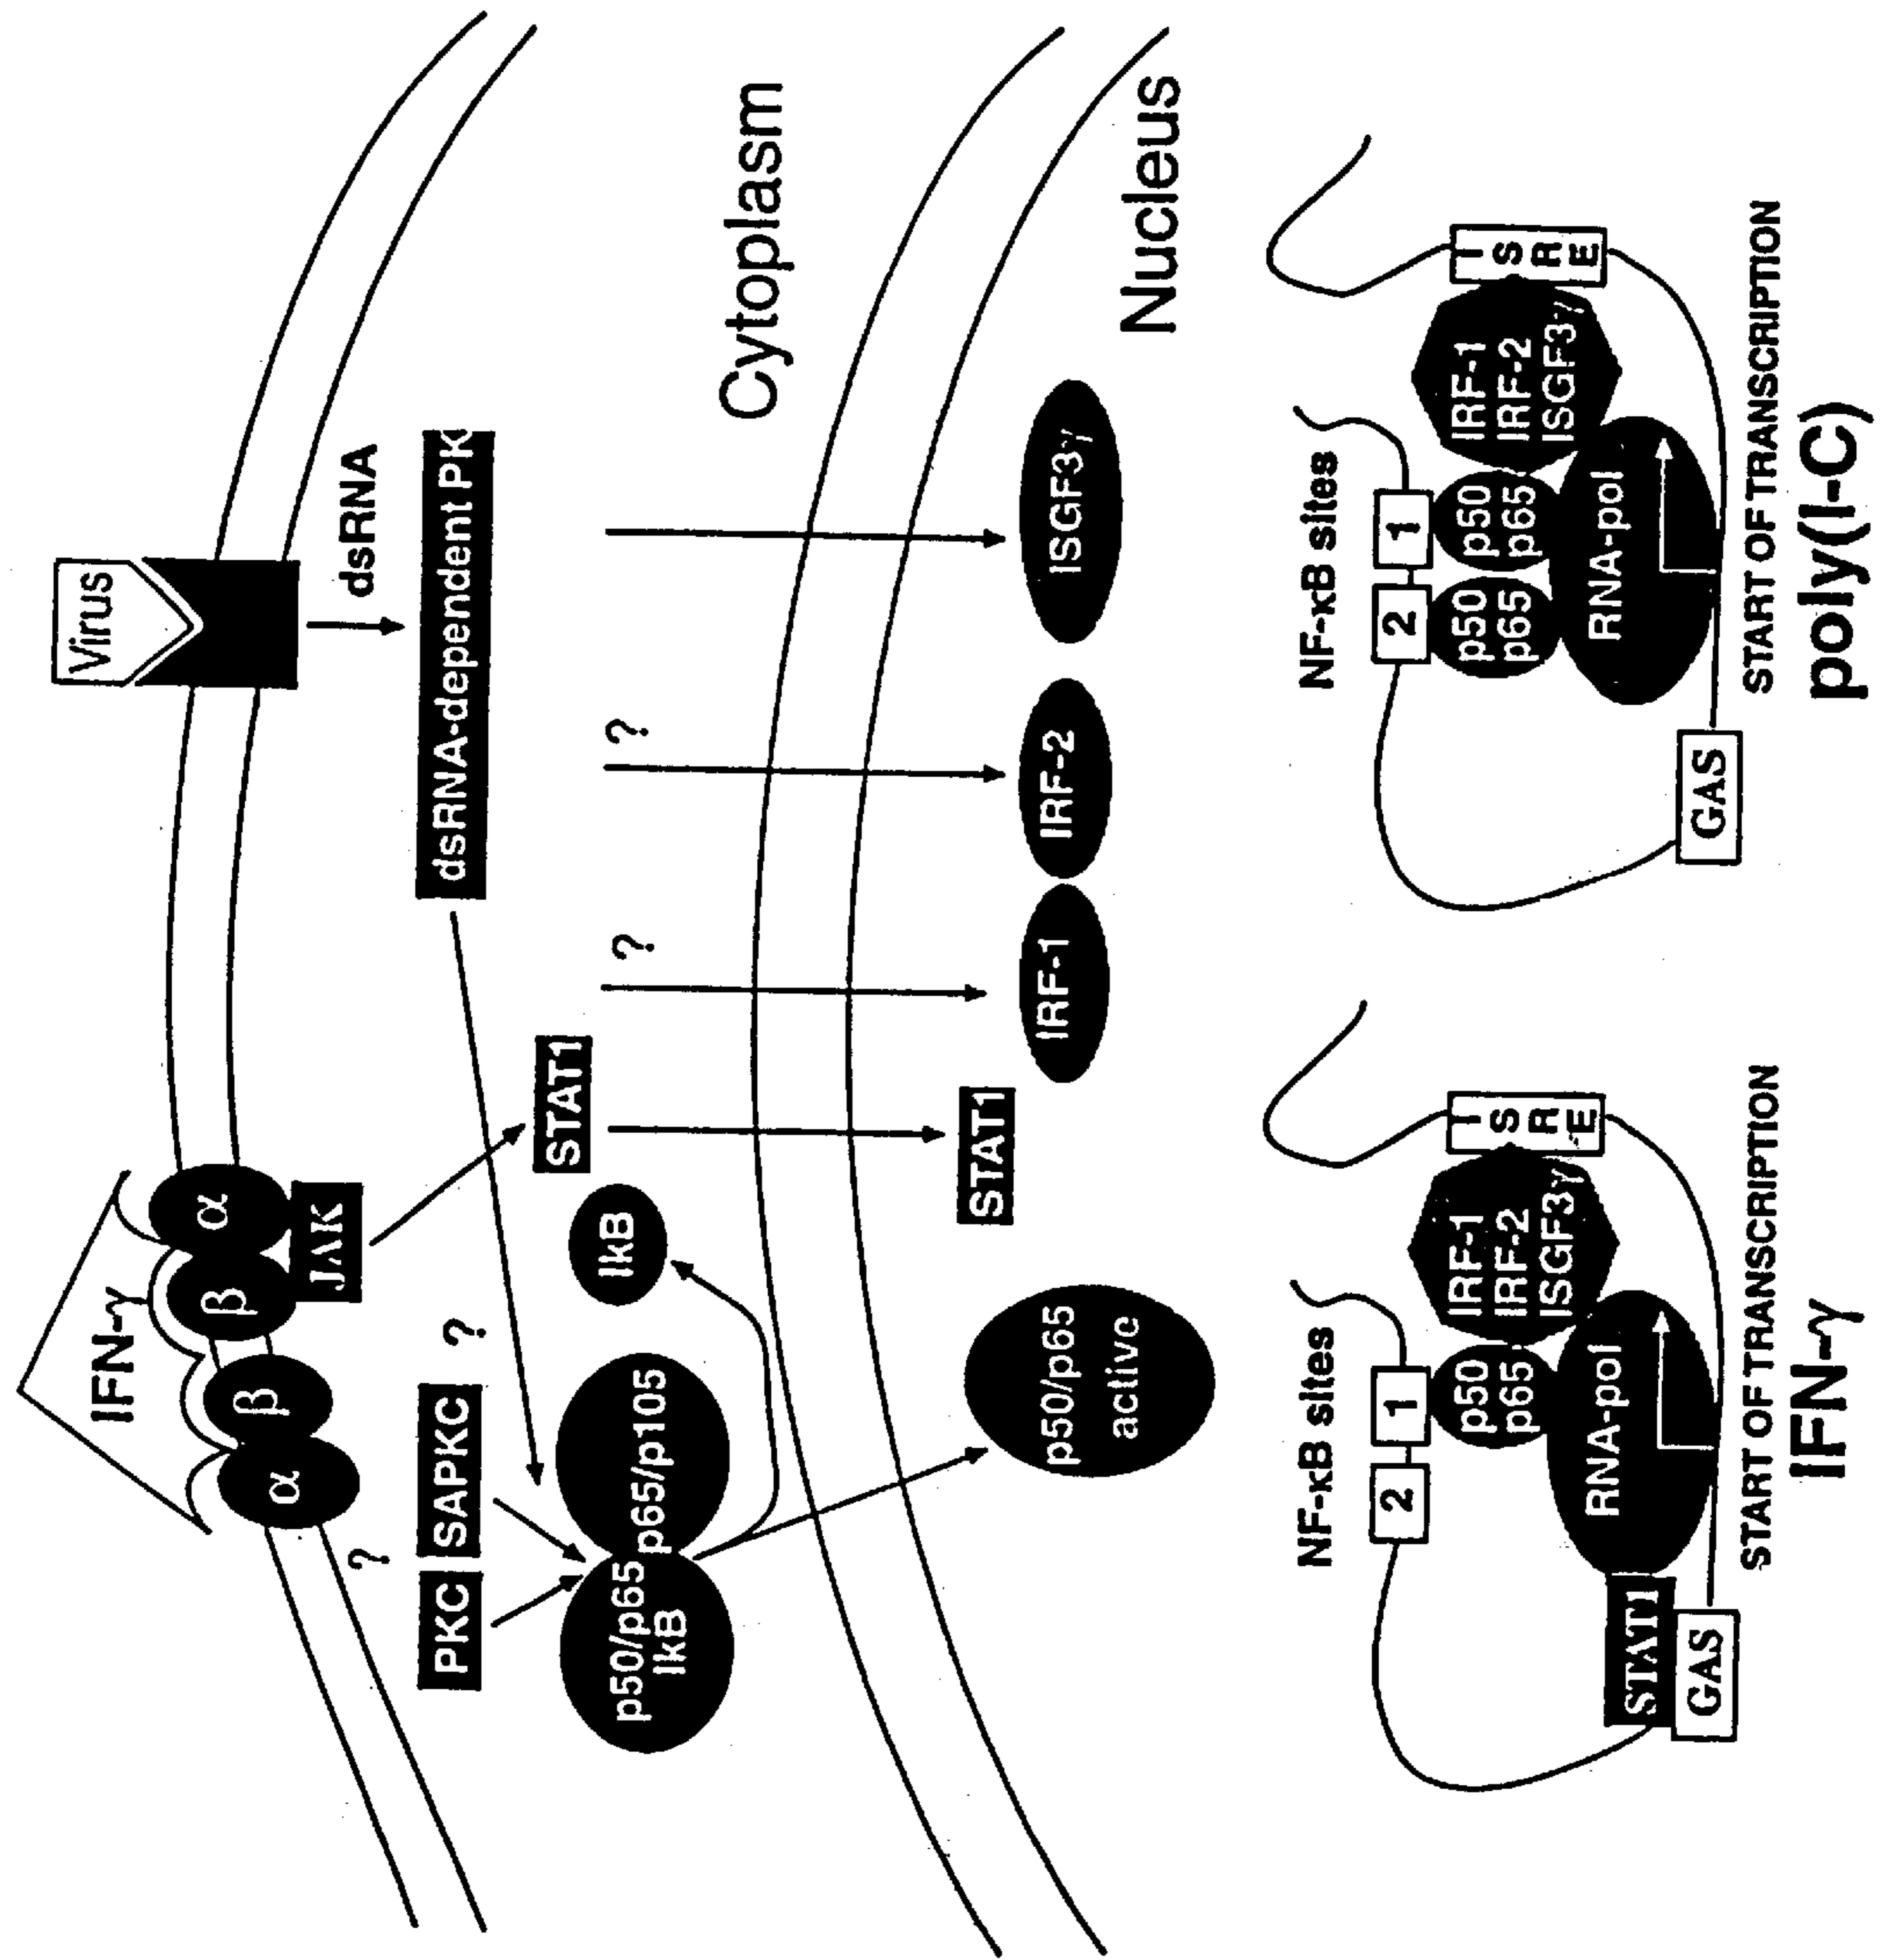 IFN-γ
α
β
β
α
JAK
Virus
dsRNA
?
PKC
SAPKC
?
dsRNA-dependent PK
STAT1
p50/p65
IkB
p65/p105
IkB
?
?
Cytoplasm
STAT1
p50/p65
active
IRF-1
IRF-2
ISGF3γ
Nucleus
NF-κB sites
2
1
p50
p65
IRF-1
IRF-2
ISGF3γ
I
S
R
E
RNA-pol
STAT1
GAS
START OF TRANSCRIPTION
IFN-γ
NF-κB sites
2
1
p50
p65
p50
p65
IRF-1
IRF-2
ISGF3γ
I
S
R
E
RNA-pol
GAS
START OF TRANSCRIPTION
poly(I-C)